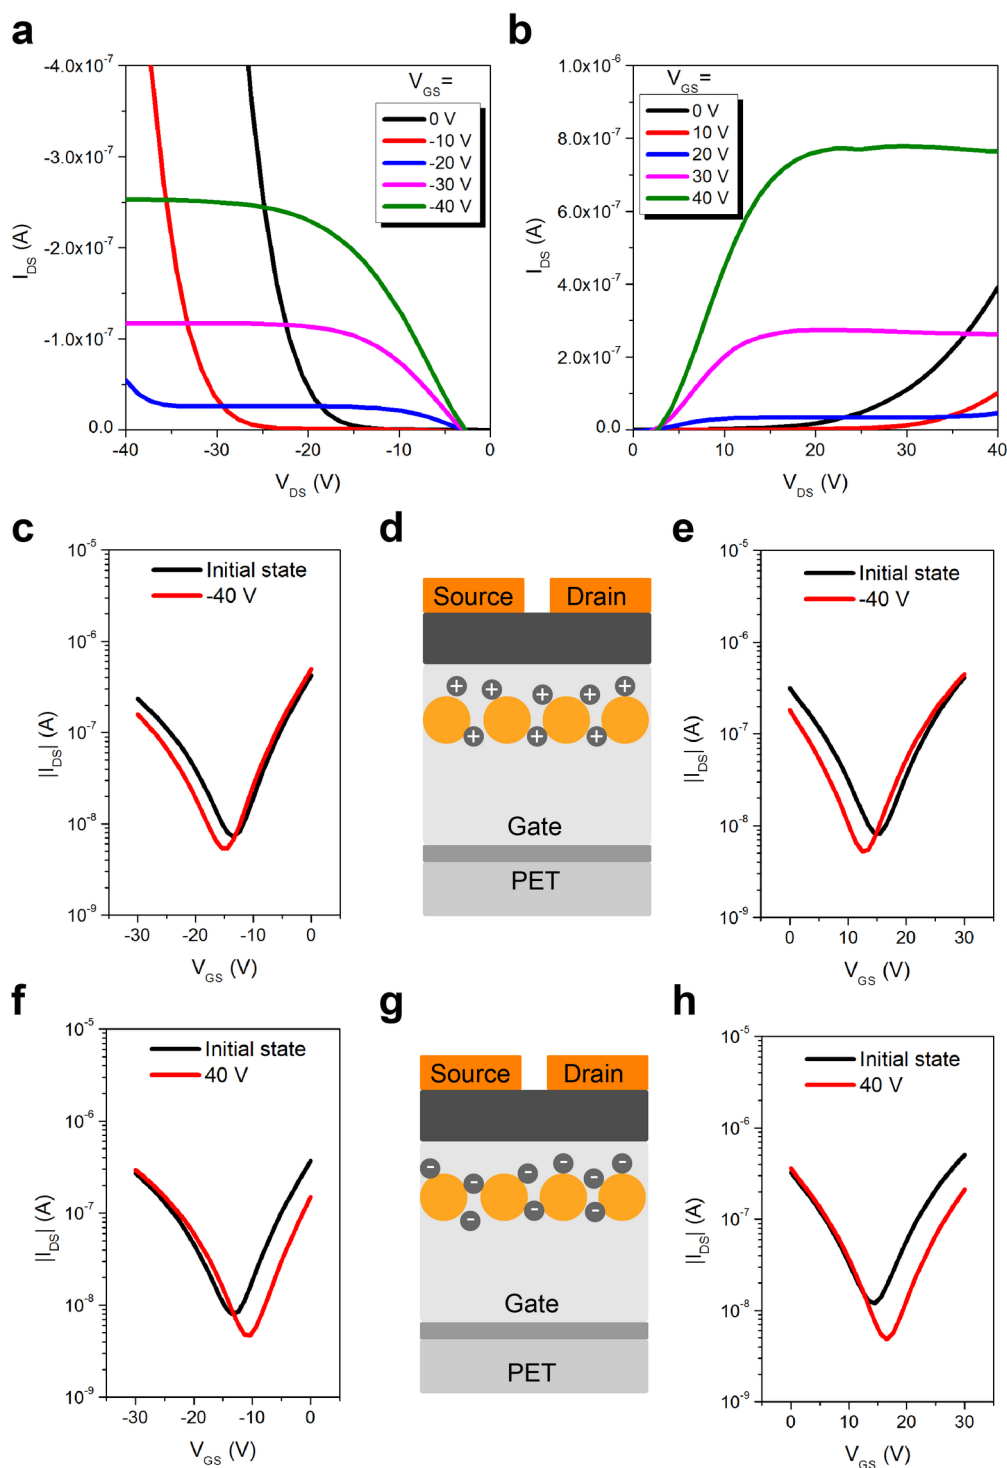 a
-4.0x10⁻⁷
-3.0x10⁻⁷
-2.0x10⁻⁷
-1.0x10⁻⁷
0.0
I_DS (A)
V_GS=
0 V
-10 V
-20 V
-30 V
-40 V
-40 -30 -20 -10 0
V_DS (V)
b
1.0x10⁻⁶
8.0x10⁻⁷
6.0x10⁻⁷
4.0x10⁻⁷
2.0x10⁻⁷
0.0
I_DS (A)
V_GS=
0 V
10 V
20 V
30 V
40 V
0 10 20 30 40
V_DS (V)
c
10⁻⁵
10⁻⁶
10⁻⁷
10⁻⁸
10⁻⁹
|I_DS| (A)
Initial state
-40 V
-30 -20 -10 0
V_GS (V)
d
Source Drain
+ + + +
+ + +
Gate
PET
e
10⁻⁵
10⁻⁶
10⁻⁷
10⁻⁸
10⁻⁹
|I_DS| (A)
Initial state
-40 V
0 10 20 30
V_GS (V)
f
10⁻⁵
10⁻⁶
10⁻⁷
10⁻⁸
10⁻⁹
|I_DS| (A)
Initial state
40 V
-30 -20 -10 0
V_GS (V)
g
Source Drain
- - - - - -
- - -
Gate
PET
h
10⁻⁵
10⁻⁶
10⁻⁷
10⁻⁸
10⁻⁹
|I_DS| (A)
Initial state
40 V
0 10 20 30
V_GS (V)